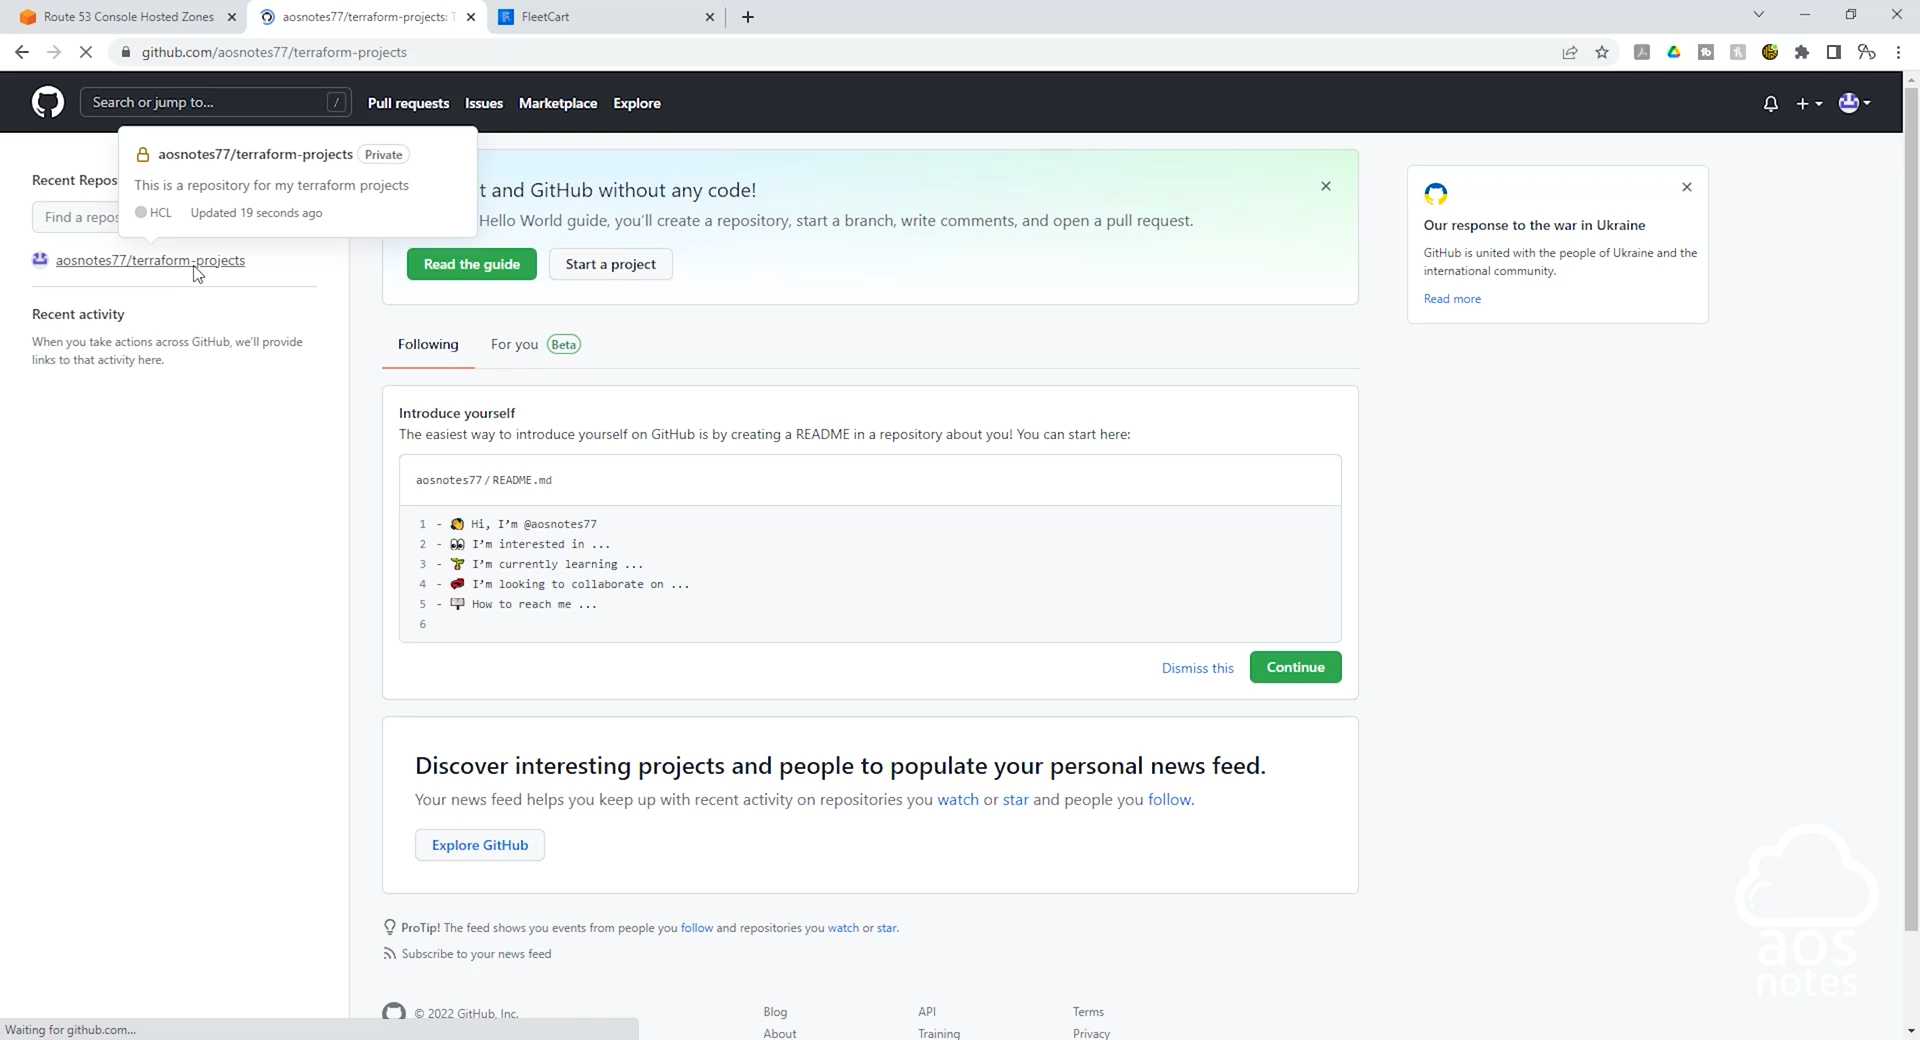 Route 53 Console Hosted Zones
aosnotes77/terraform-projects: T
FleetCart
github.com/aosnotes77/terraform-projects
Search or jump to...
/
Pull requests
Issues
Marketplace
Explore
aosnotes77/terraform-projects
Private
This is a repository for my terraform projects
HCL
Updated 19 seconds ago
Recent Repos
Find a repos
aosnotes77/terraform-projects
Recent activity
When you take actions across GitHub, we'll provide
links to that activity here.
t and GitHub without any code!
Hello World guide, you'll create a repository, start a branch, write comments, and open a pull request.
Read the guide
Start a project
Following
For you
Beta
Introduce yourself
The easiest way to introduce yourself on GitHub is by creating a README in a repository about you! You can start here:
aosnotes77 / README.md
1 - 👋 Hi, I'm @aosnotes77
2 - 👀 I'm interested in ...
3 - 🌱 I'm currently learning ...
4 - 💞️ I'm looking to collaborate on ...
5 - 📫 How to reach me ...
6
Dismiss this
Continue
Discover interesting projects and people to populate your personal news feed.
Your news feed helps you keep up with recent activity on repositories you watch or star and people you follow.
Explore GitHub
ProTip! The feed shows you events from people you follow and repositories you watch or star.
Subscribe to your news feed
© 2022 GitHub, Inc.
Blog
API
Terms
About
Training
Privacy
Our response to the war in Ukraine
GitHub is united with the people of Ukraine and the
international community.
Read more
aos
notes
Waiting for github.com...